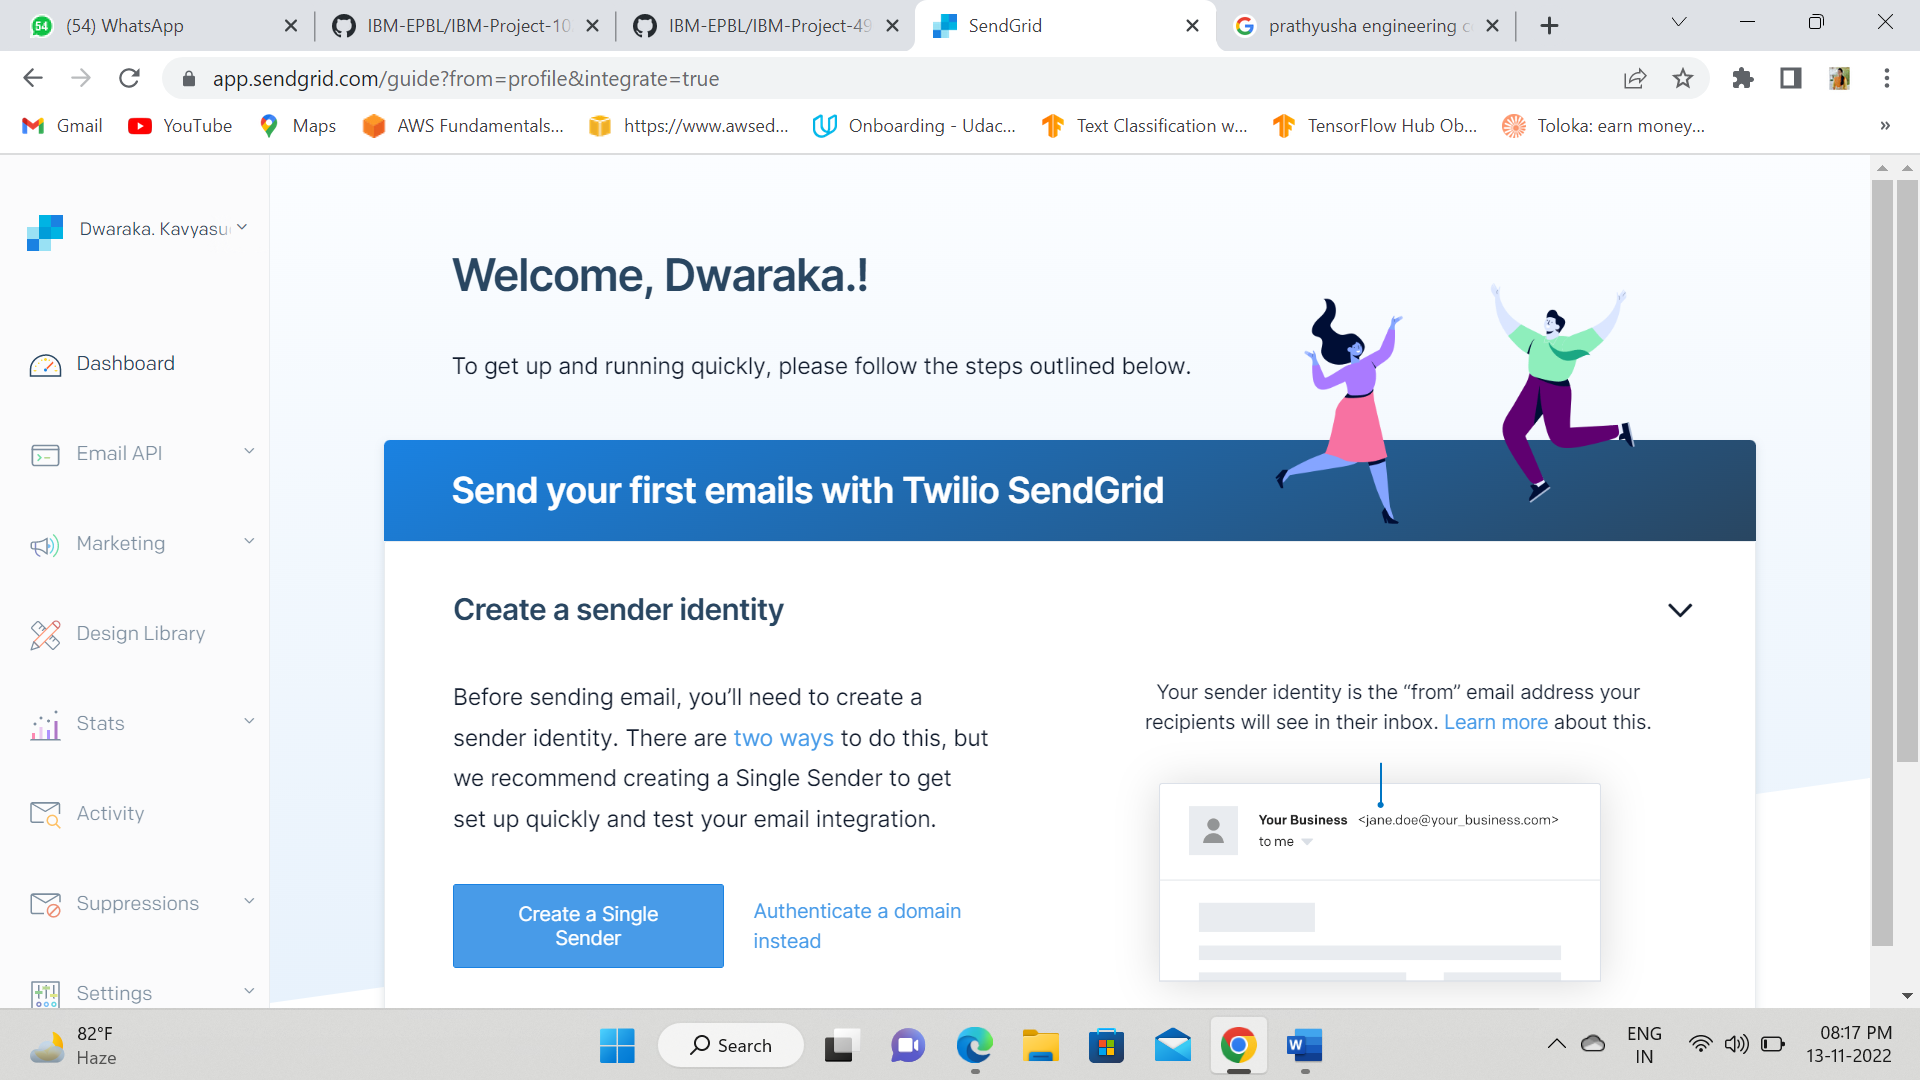 (54) WhatsApp
IBM-EPBL/IBM-Project-10
IBM-EPBL/IBM-Project-49
SendGrid
prathyusha engineering c
app.sendgrid.com/guide?from=profile&integrate=true
Gmail
YouTube
Maps
AWS Fundamentals...
https://www.awsed...
Onboarding - Udac...
Text Classification w...
TensorFlow Hub Ob...
Toloka: earn money...
»
Dwaraka. Kavyasu
Welcome, Dwaraka.!
To get up and running quickly, please follow the steps outlined below.
Dashboard
Email API
Marketing
Design Library
Stats
Activity
Suppressions
Settings
Send your first emails with Twilio SendGrid
Create a sender identity
Before sending email, you’ll need to create a
sender identity. There are two ways to do this, but
we recommend creating a Single Sender to get
set up quickly and test your email integration.
Create a Single
Sender
Authenticate a domain
instead
Your sender identity is the “from” email address your
recipients will see in their inbox. Learn more about this.
Your Business <jane.doe@your_business.com>
to me
82°F
Haze
Search
ENG
IN
08:17 PM
13-11-2022